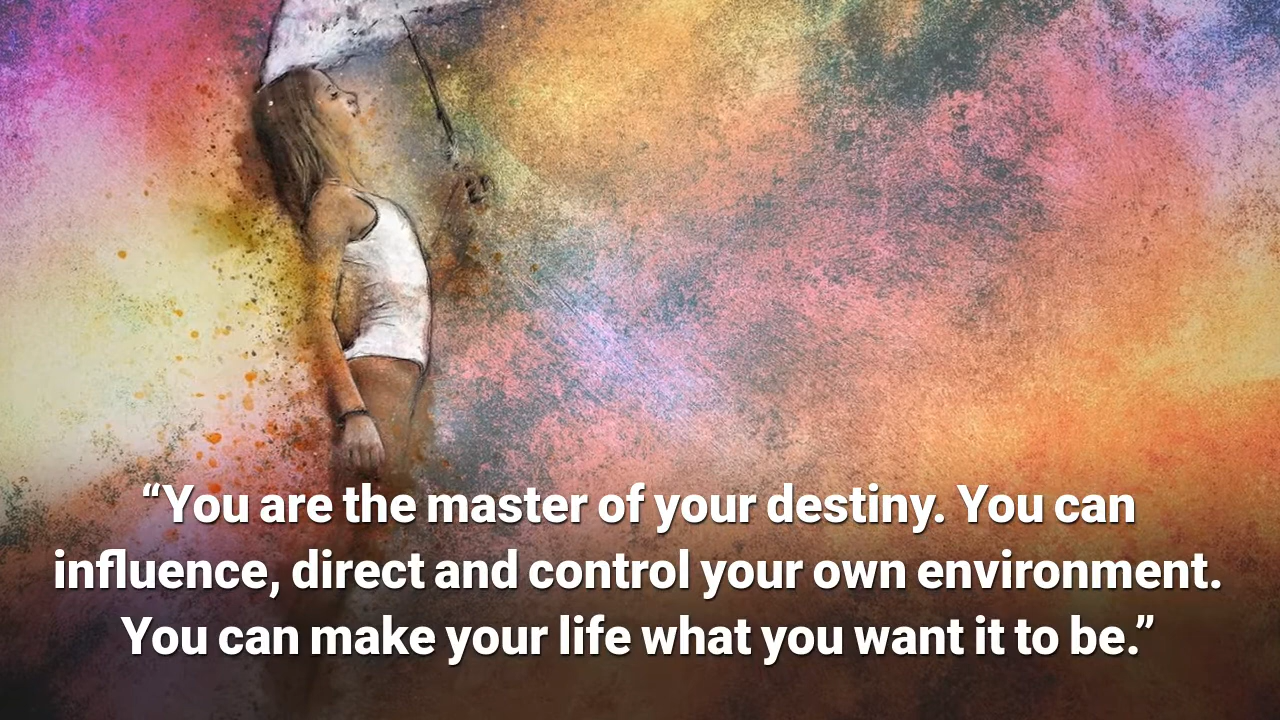 “You are the master of your destiny. You can
influence, direct and control your own environment.
You can make your life what you want it to be.”